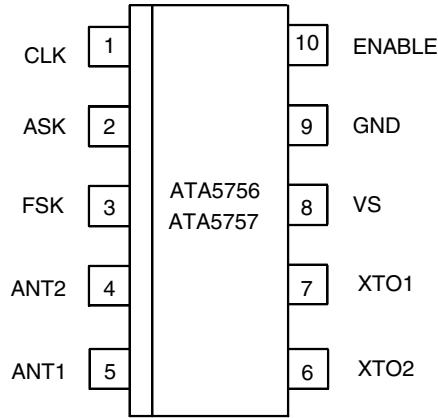 CLK 1 10 ENABLE
ASK 2 9 GND
ATA5756
ATA5757
FSK 3 8 VS
ANT2 4 7 XTO1
ANT1 5 6 XTO2